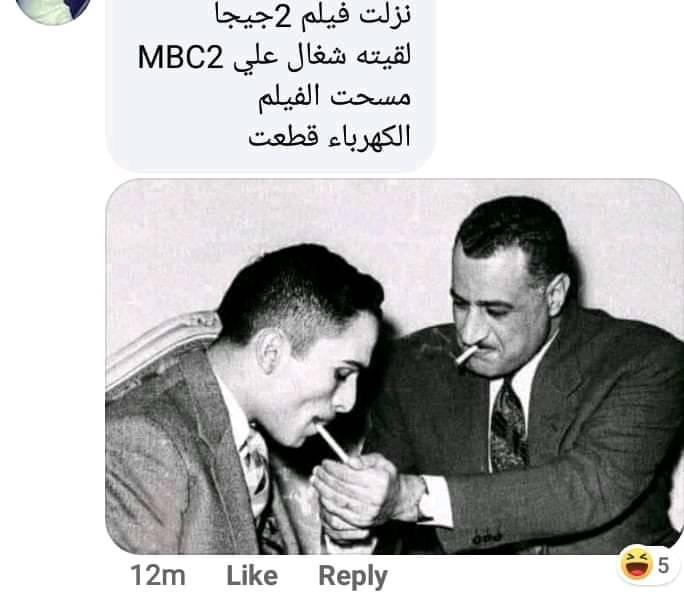 نزلت فيلم 2جيجا
لقيته شغال علي MBC2
مسحت الفيلم
الكهرباء قطعت
12m Like Reply
5